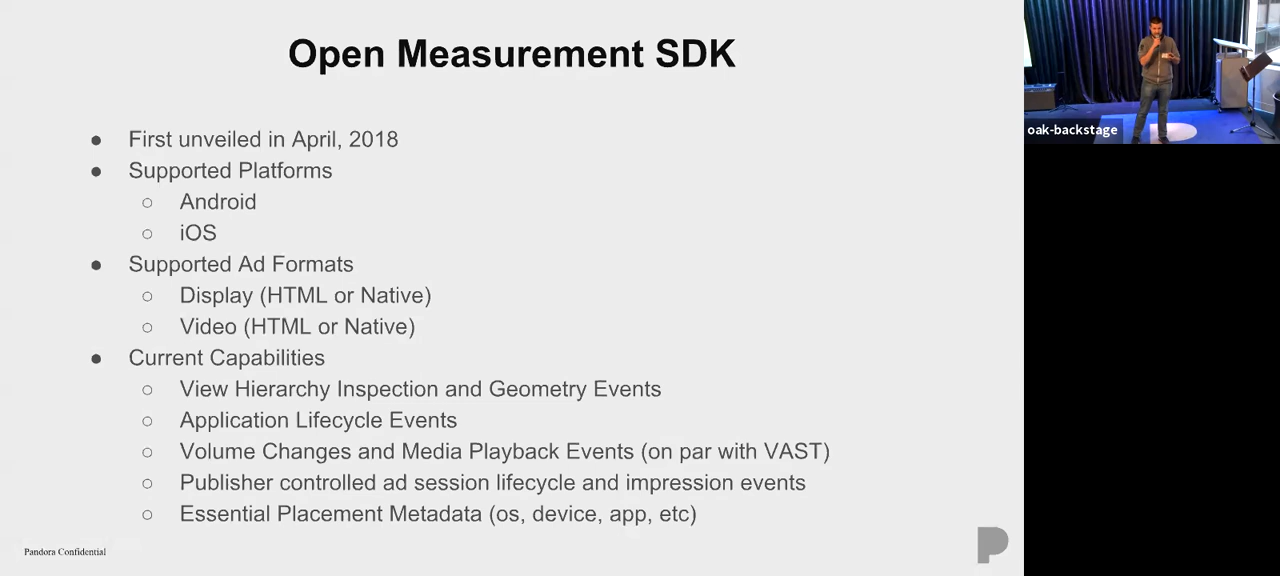 Open Measurement SDK
● First unveiled in April, 2018
● Supported Platforms
○ Android
○ iOS
● Supported Ad Formats
○ Display (HTML or Native)
○ Video (HTML or Native)
● Current Capabilities
○ View Hierarchy Inspection and Geometry Events
○ Application Lifecycle Events
○ Volume Changes and Media Playback Events (on par with VAST)
○ Publisher controlled ad session lifecycle and impression events
○ Essential Placement Metadata (os, device, app, etc)
Pandora Confidential
oak-backstage